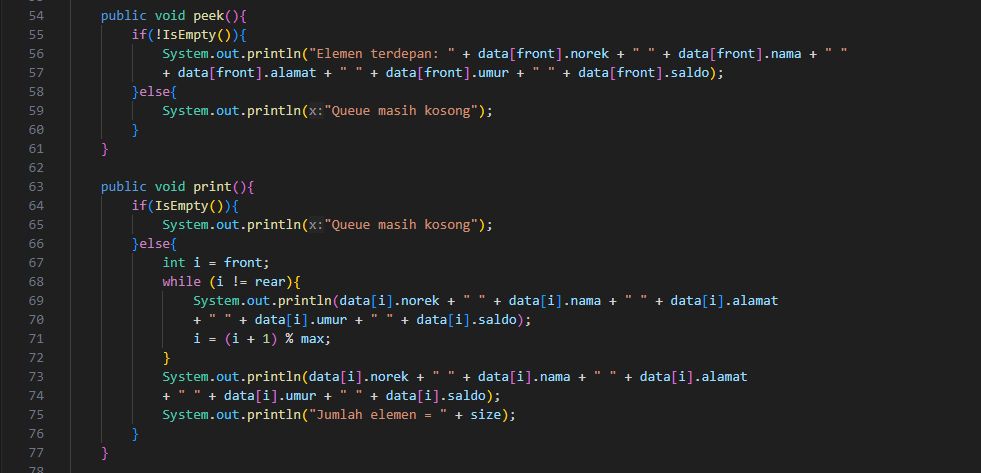 54 public void peek(){
55 if(!IsEmpty()){
56 System.out.println("Elemen terdepan: " + data[front].norek + " " + data[front].nama + " "
57 + data[front].alamat + " " + data[front].umur + " " + data[front].saldo);
58 }else{
59 System.out.println(x:"Queue masih kosong");
60 }
61 }
62
63 public void print(){
64 if(IsEmpty()){
65 System.out.println(x:"Queue masih kosong");
66 }else{
67 int i = front;
68 while (i != rear){
69 System.out.println(data[i].norek + " " + data[i].nama + " " + data[i].alamat
70 + " " + data[i].umur + " " + data[i].saldo);
71 i = (i + 1) % max;
72 }
73 System.out.println(data[i].norek + " " + data[i].nama + " " + data[i].alamat
74 + " " + data[i].umur + " " + data[i].saldo);
75 System.out.println("Jumlah elemen = " + size);
76 }
77 }
78